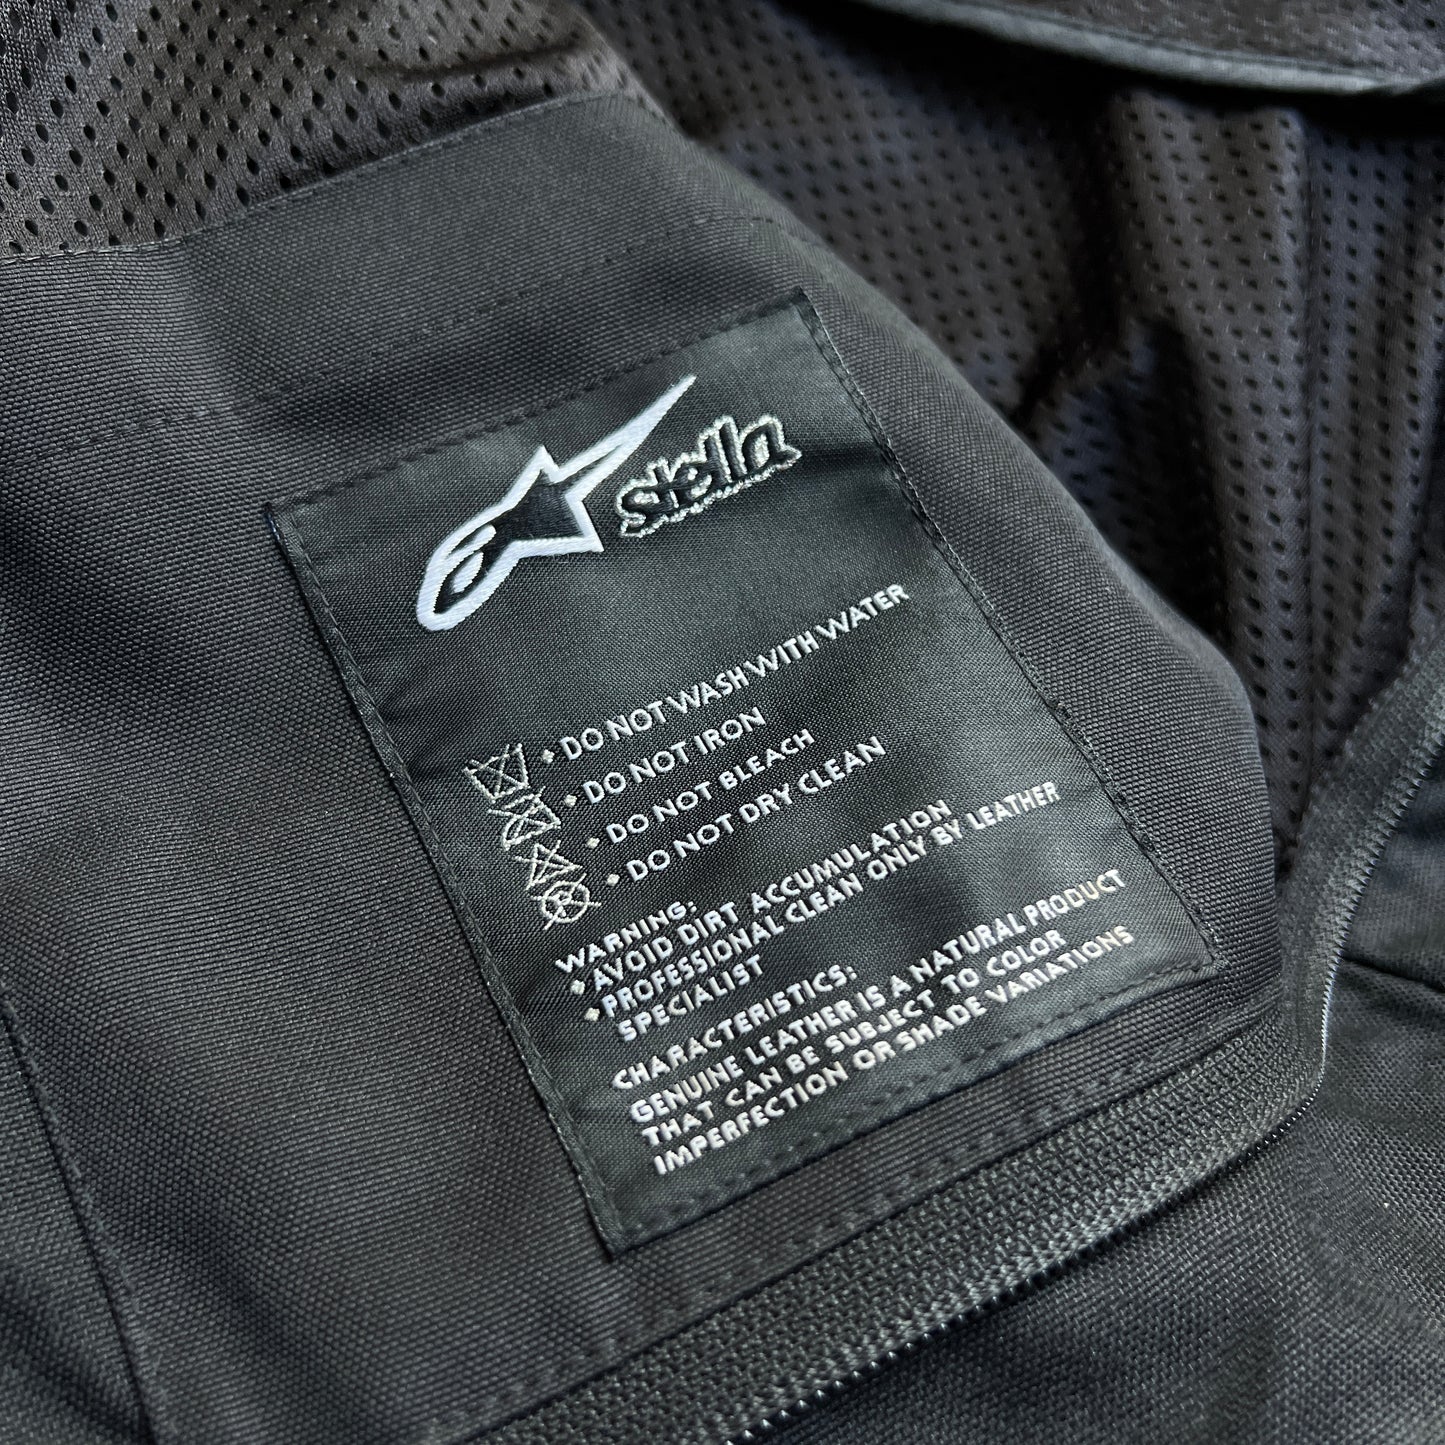 stella
• DO NOT WASH WITH WATER
• DO NOT IRON
• DO NOT BLEACH
• DO NOT DRY CLEAN
WARNING:
• AVOID DIRT ACCUMULATION
• PROFESSIONAL CLEAN ONLY BY LEATHER
SPECIALIST
CHARACTERISTICS:
GENUINE LEATHER IS A NATURAL PRODUCT
THAT CAN BE SUBJECT TO COLOR
IMPERFECTION OR SHADE VARIATIONS